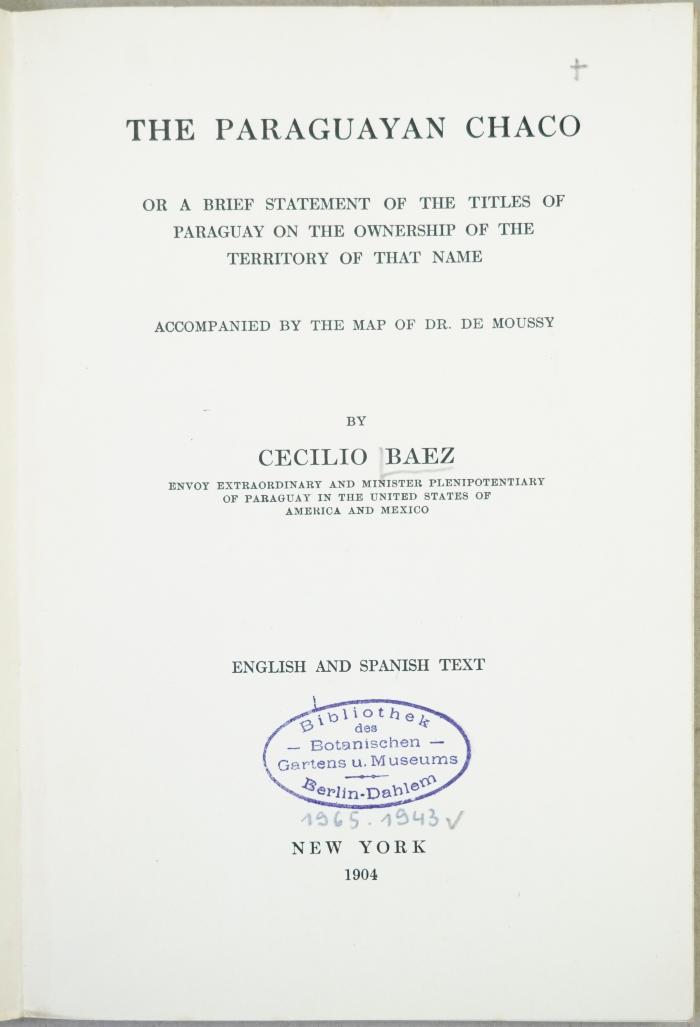 †
THE PARAGUAYAN CHACO
OR A BRIEF STATEMENT OF THE TITLES OF
PARAGUAY ON THE OWNERSHIP OF THE
TERRITORY OF THAT NAME
ACCOMPANIED BY THE MAP OF DR. DE MOUSSY
BY
CECILIO BAEZ
ENVOY EXTRAORDINARY AND MINISTER PLENIPOTENTIARY
OF PARAGUAY IN THE UNITED STATES OF
AMERICA AND MEXICO
ENGLISH AND SPANISH TEXT
Bibliothek
des
— Botanischen —
Gartens u. Museums
Berlin-Dahlem
1965.1943 √
NEW YORK
1904